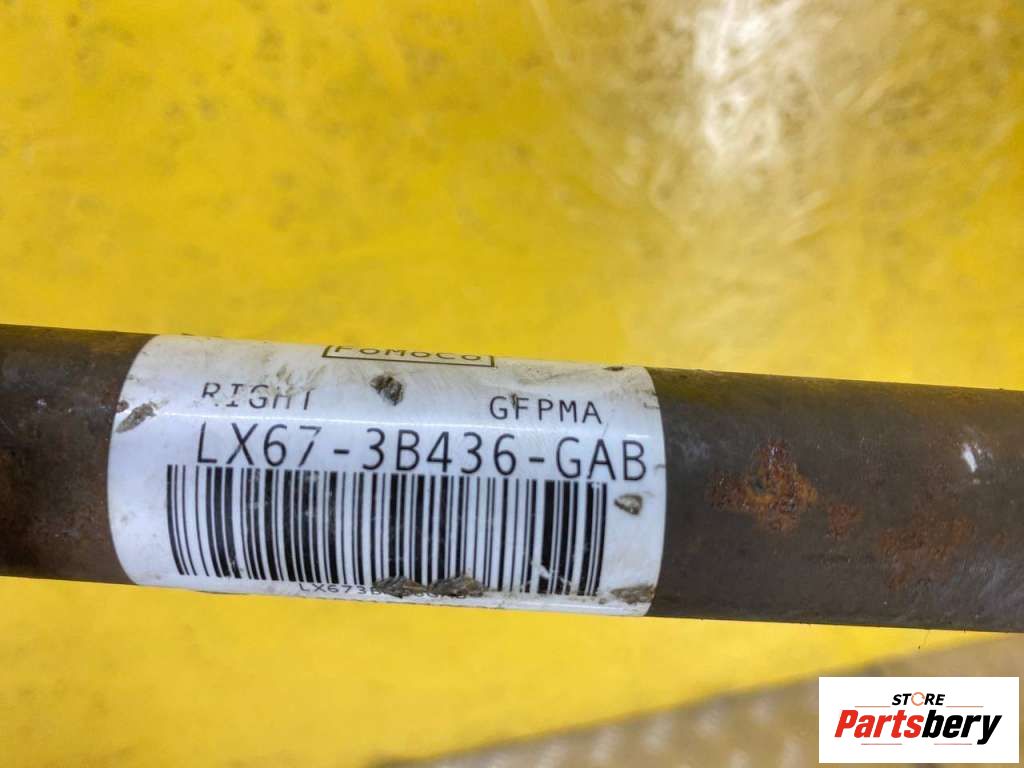 FoMoCo
RIGHT GFPMA
LX67-3B436-GAB
STORE
Partsbery